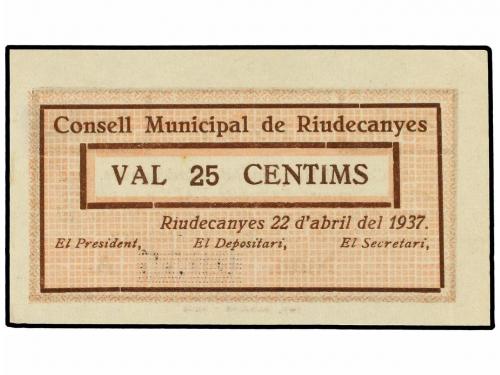 Consell Municipal de Riudecanyes
VAL 25 CENTIMS
Riudecanyes 22 d'abril del 1937.
El President, El Depositari, El Secretari,